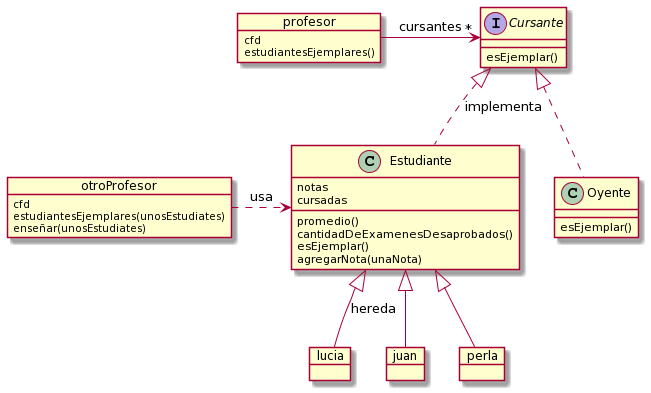 profesor
cfd
estudiantesEjemplares()
cursantes *
I Cursante
esEjemplar()
implementa
otroProfesor
cfd
estudiantesEjemplares(unosEstudiates)
enseñar(unosEstudiates)
usa
C Estudiante
notas
cursadas
promedio()
cantidadDeExamenesDesaprobados()
esEjemplar()
agregarNota(unaNota)
C Oyente
esEjemplar()
hereda
lucia
juan
perla